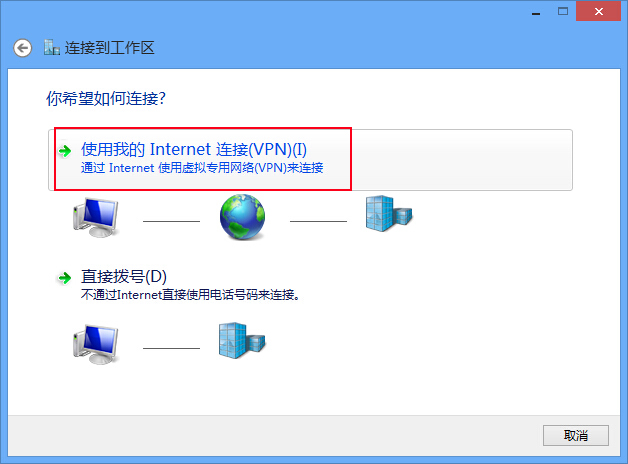 连接到工作区
你希望如何连接?
使用我的 Internet 连接(VPN)(I)
通过 Internet 使用虚拟专用网络(VPN)来连接
直接拨号(D)
不通过Internet直接使用电话号码来连接。
取消